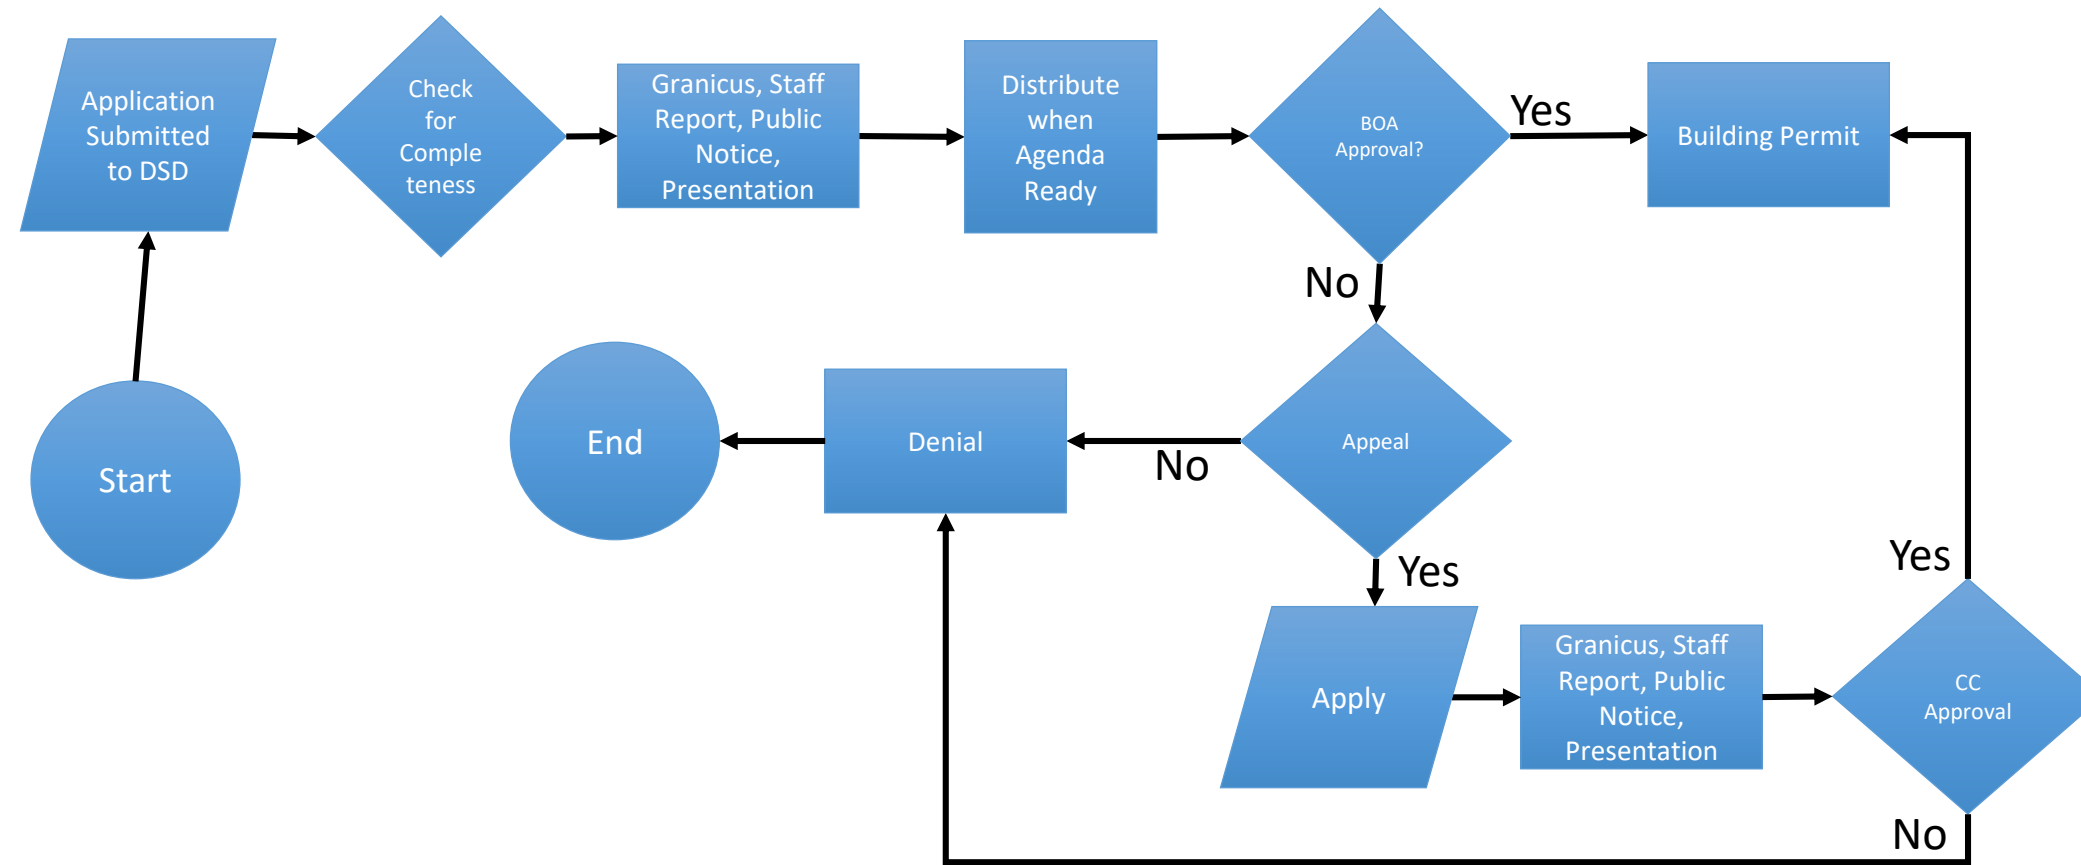 Application
Submitted
to DSD
Check
for
Comple
teness
Granicus, Staff
Report, Public
Notice,
Presentation
Distribute
when
Agenda
Ready
BOA
Approval?
Yes
Building Permit
No
Start
End
Denial
No
Appeal
Yes
Apply
Granicus, Staff
Report, Public
Notice,
Presentation
CC
Approval
Yes
No